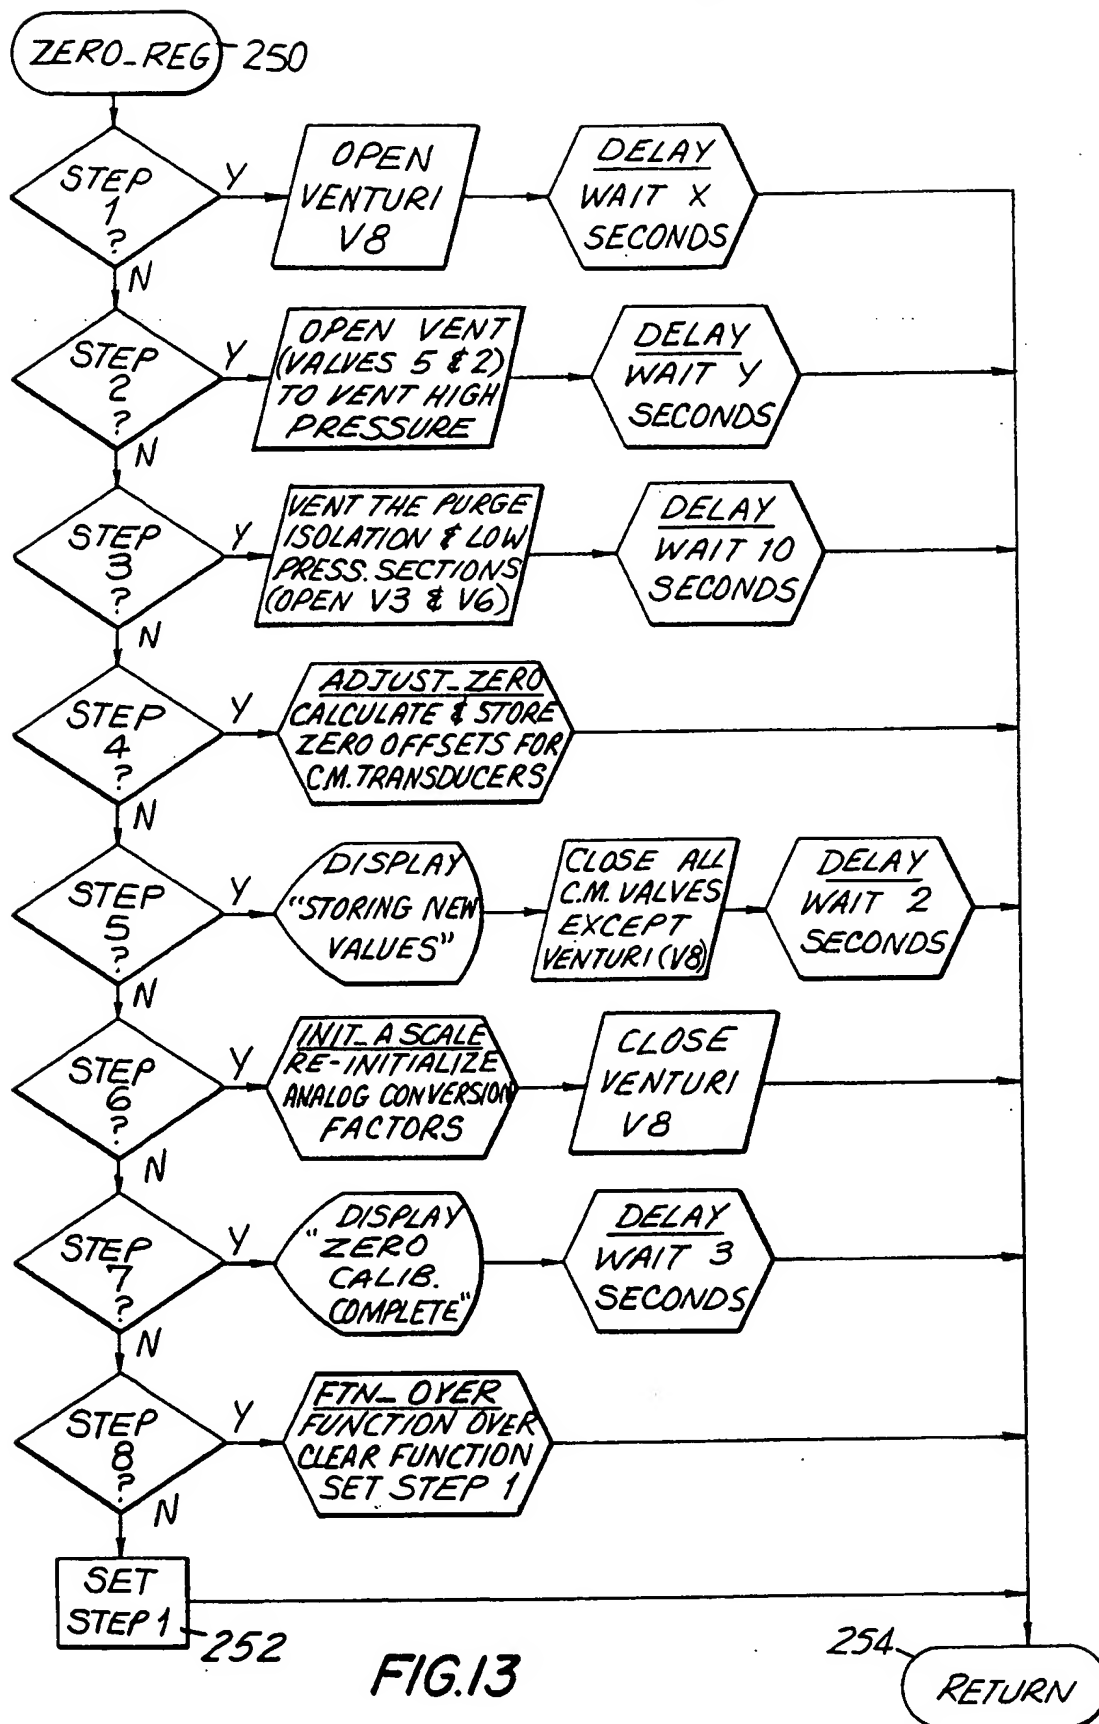 ZERO_REG 250
STEP
1
?
Y
N
OPEN
VENTURI
V8
DELAY
WAIT X
SECONDS
STEP
2
?
Y
N
OPEN VENT
(VALVES 5 & 2)
TO VENT HIGH
PRESSURE
DELAY
WAIT Y
SECONDS
STEP
3
?
Y
N
VENT THE PURGE
ISOLATION & LOW
PRESS. SECTIONS
(OPEN V3 & V6)
DELAY
WAIT 10
SECONDS
STEP
4
?
Y
N
ADJUST_ZERO
CALCULATE & STORE
ZERO OFFSETS FOR
C.M. TRANSDUCERS
STEP
5
?
Y
N
DISPLAY
"STORING NEW
VALUES"
CLOSE ALL
C.M. VALVES
EXCEPT
VENTURI (V8)
DELAY
WAIT 2
SECONDS
STEP
6
?
Y
N
INIT_A SCALE
RE-INITIALIZE
ANALOG CONVERSION
FACTORS
CLOSE
VENTURI
V8
STEP
7
?
Y
N
DISPLAY
"ZERO
CALIB.
COMPLETE"
DELAY
WAIT 3
SECONDS
STEP
8
?
Y
N
FTN_OVER
FUNCTION OVER
CLEAR FUNCTION
SET STEP 1
SET
STEP 1
252
254
RETURN
FIG.13